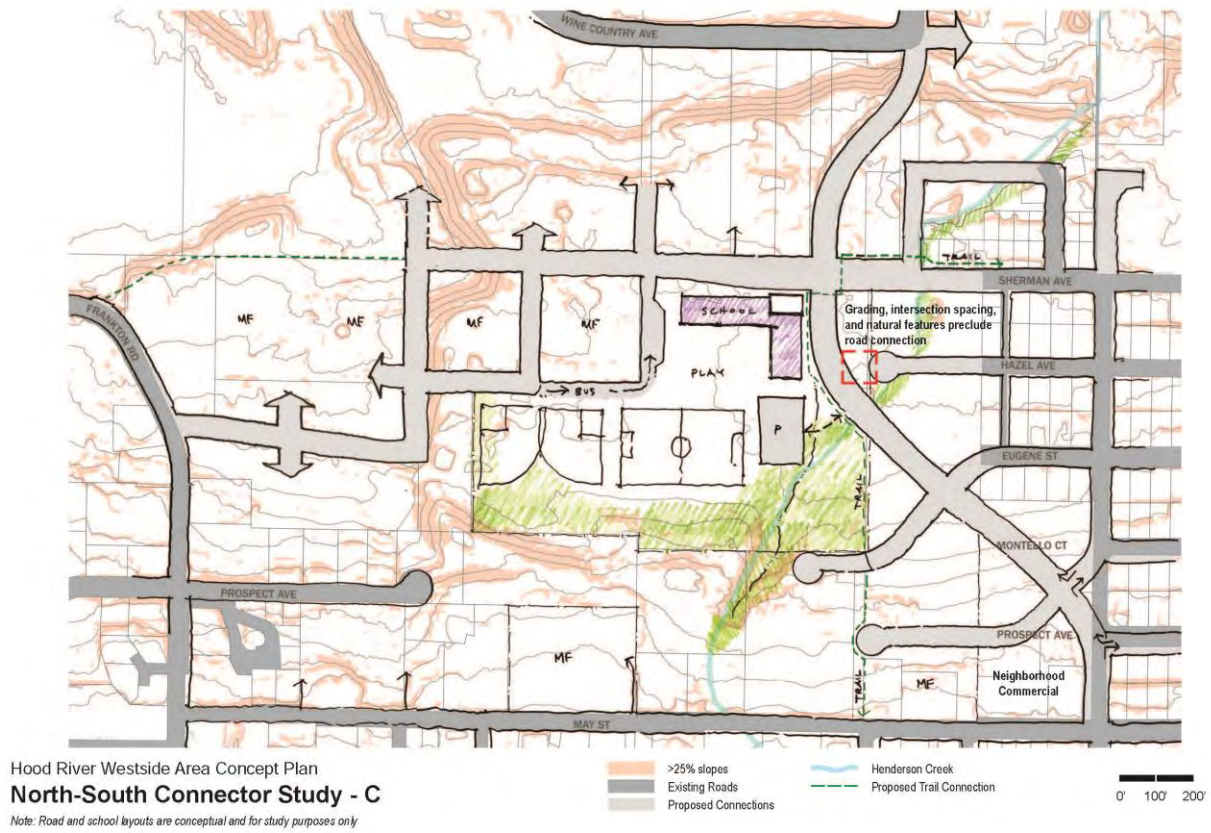 WINE COUNTRY AVE
TRAIL
SHERMAN AVE
FRANKTON RD
MF
MF
MF
MF
SCHOOL
Grading, intersection spacing,
and natural features preclude
road connection
HAZEL AVE
PLAY
BUS
P
EUGENE ST
TRAIL
MONTELLO CT
PROSPECT AVE
PROSPECT AVE.
MF
TRAIL
MF
Neighborhood
Commercial
MAY ST
Hood River Westside Area Concept Plan
North-South Connector Study - C
Note: Road and school layouts are conceptual and for study purposes only
>25% slopes
Existing Roads
Proposed Connections
Henderson Creek
Proposed Trail Connection
0' 100' 200'